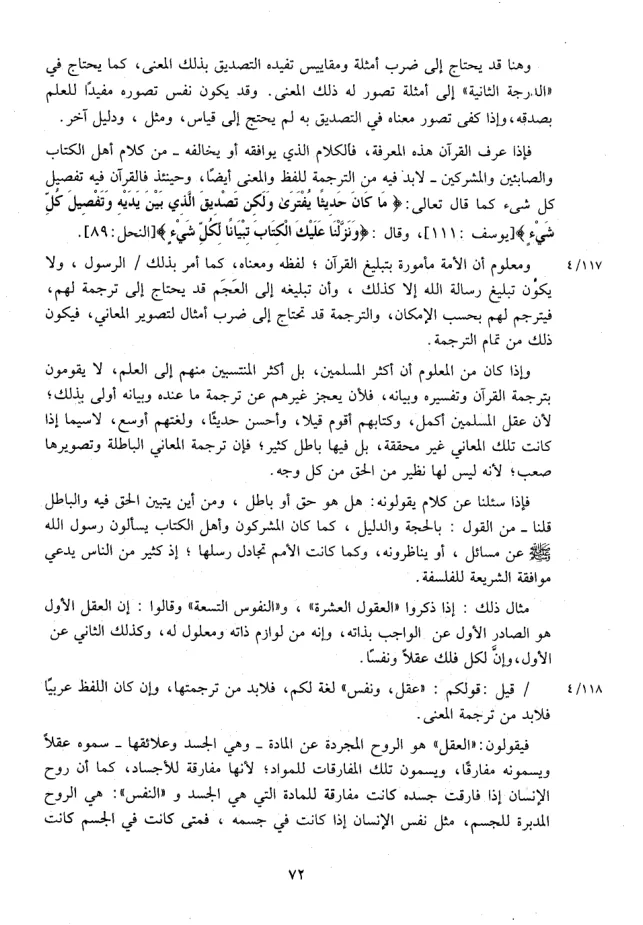 وهنا قد يحتاج إلى ضرب أمثلة ومقاييس تفيده التصديق بذلك المعنى، كما يحتاج في
«الدرجة الثانية» إلى أمثلة تصور له ذلك المعنى. وقد يكون نفس تصوره مفيدًا للعلم
بصدقه، وإذا كفى تصور معناه في التصديق به لم يحتج إلى قياس، ومثل ، ودليل آخر.
فإذا عرف القرآن هذه المعرفة، فالكلام الذي يوافقه أو يخالفه ـ من كلام أهل الكتاب
والصابئين والمشركين ـ لابد فيه من الترجمة للفظ والمعنى أيضًا، وحينئذ فالقرآن فيه تفصيل
كل شىء كما قال تعالى: ﴿ مَا كَانَ حَدِيثًا يُفْتَرَىٰ وَلَكِن تَصْدِيقَ الَّذِي بَيْنَ يَدَيْهِ وَتَفْصِيلَ كُلِّ
شَيْءٍ ﴾[يوسف : ١١١]، وقال : ﴿وَنَزَّلْنَا عَلَيْكَ الْكِتَابَ تِبْيَانًا لِّكُلِّ شَيْءٍ ﴾[النحل:٨٩].
٤/١١٧ ومعلوم أن الأمة مأمورة بتبليغ القرآن ؛ لفظه ومعناه، كما أمر بذلك / الرسول ، ولا
يكون تبليغ رسالة الله إلا كذلك ، وأن تبليغه إلى العَجَم قد يحتاج إلى ترجمة لهم،
فيترجم لهم بحسب الإمكان، والترجمة قد تحتاج إلى ضرب أمثال لتصوير المعاني، فيكون
ذلك من تمام الترجمة.
وإذا كان من المعلوم أن أكثر المسلمين، بل أكثر المنتسبين منهم إلى العلم، لا يقومون
بترجمة القرآن وتفسيره وبيانه، فلأن يعجز غيرهم عن ترجمة ما عنده وبيانه أولى بذلك؛
لأن عقل المسلمين أكمل، وكتابهم أقوم قيلا، وأحسن حديثًا، ولغتهم أوسع، لاسيما إذا
كانت تلك المعاني غير محققة، بل فيها باطل كثير؛ فإن ترجمة المعاني الباطلة وتصويرها
صعب؛ لأنه ليس لها نظير من الحق من كل وجه.
فإذا سئلنا عن كلام يقولونه: هل هو حق أو باطل ، ومن أين يتبين الحق فيه والباطل
قلنا ـ من القول : بالحجة والدليل ، كما كان المشركون وأهل الكتاب يسألون رسول الله
ﷺ عن مسائل ، أو يناظرونه، وكما كانت الأمم تجادل رسلها ؛ إذ كثير من الناس يدعي
موافقة الشريعة للفلسفة.
مثال ذلك : إذا ذكروا «العقول العشرة» ، و«النفوس التسعة» وقالوا : إن العقل الأول
هو الصادر الأول عن الواجب بذاته، وإنه من لوازم ذاته ومعلول له، وكذلك الثاني عن
الأول، وإنَّ لكل فلك عقلاً ونفسًا.
٤/١١٨ / قيل : قولكم : «عقل، ونفس» لغة لكم، فلابد من ترجمتها، وإن كان اللفظ عربيًا
فلابد من ترجمة المعنى.
فيقولون: «العقل» هو الروح المجردة عن المادة ـ وهي الجسد وعلائقها ـ سموه عقلاً
ويسمونه مفارقًا، ويسمون تلك المفارقات للمواد؛ لأنها مفارقة للأجساد، كما أن روح
الإنسان إذا فارقت جسده كانت مفارقة للمادة التي هي الجسد و «النفس»: هي الروح
المدبرة للجسم، مثل نفس الإنسان إذا كانت في جسمه ، فمتى كانت في الجسم كانت
٧٢